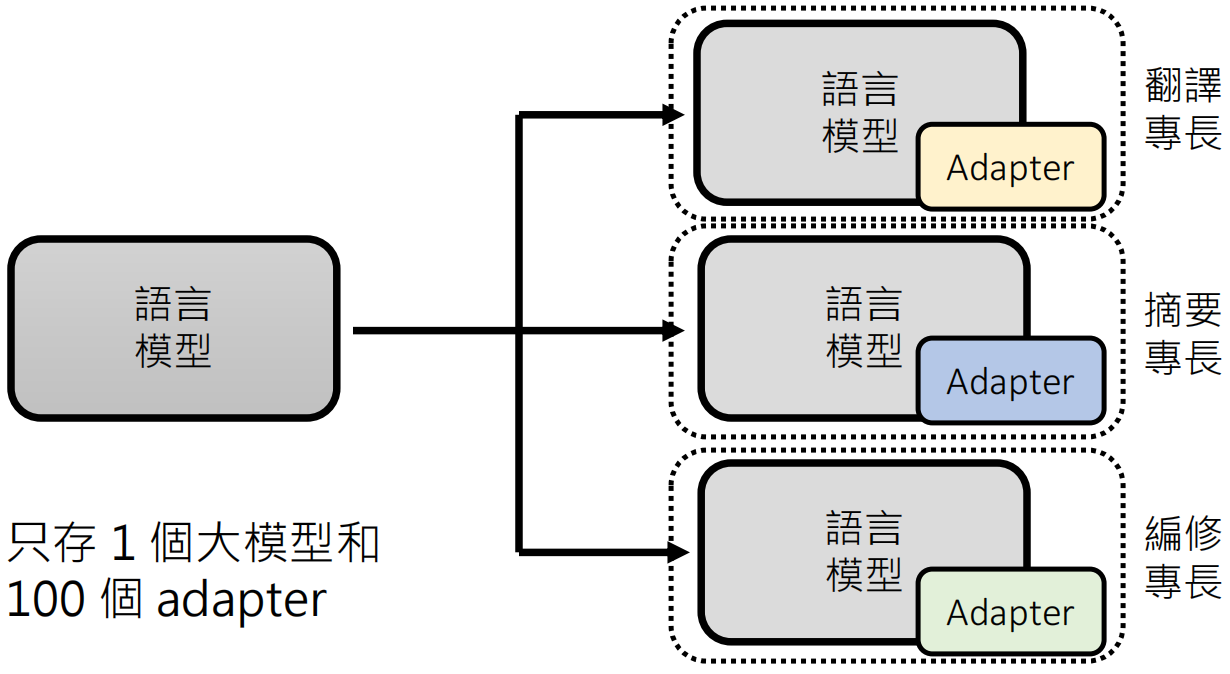 語言
模型
只存 1 個大模型和
100 個 adapter
語言
模型
Adapter
翻譯
專長
語言
模型
Adapter
摘要
專長
語言
模型
Adapter
編修
專長